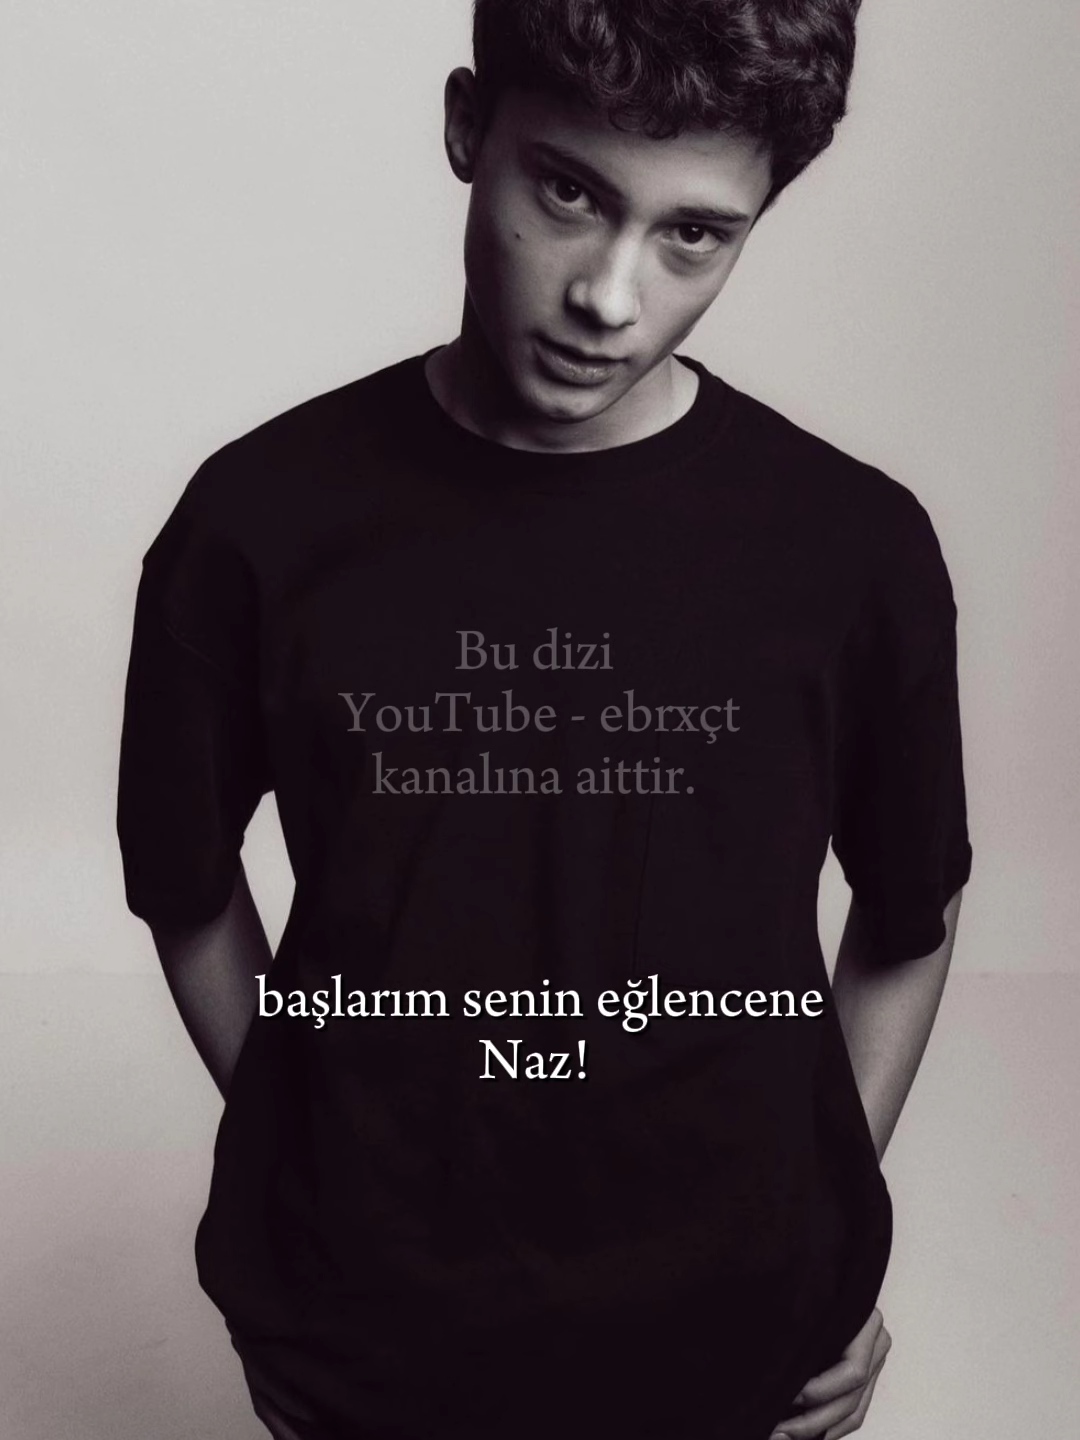 Bu dizi
YouTube - ebrxçt
kanalına aittir.
başlarım senin eğlencene
Naz!